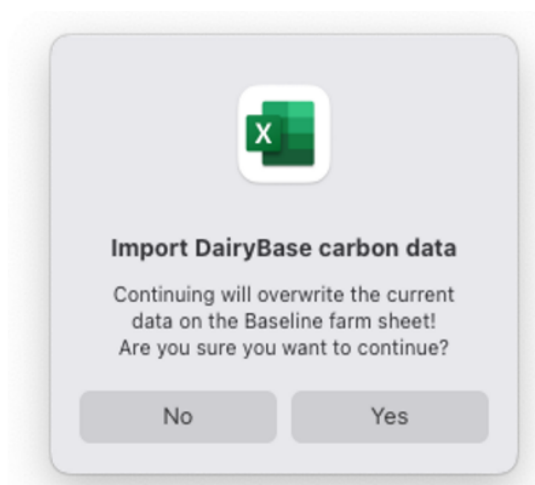 X
Import DairyBase carbon data
Continuing will overwrite the current
data on the Baseline farm sheet!
Are you sure you want to continue?
No Yes